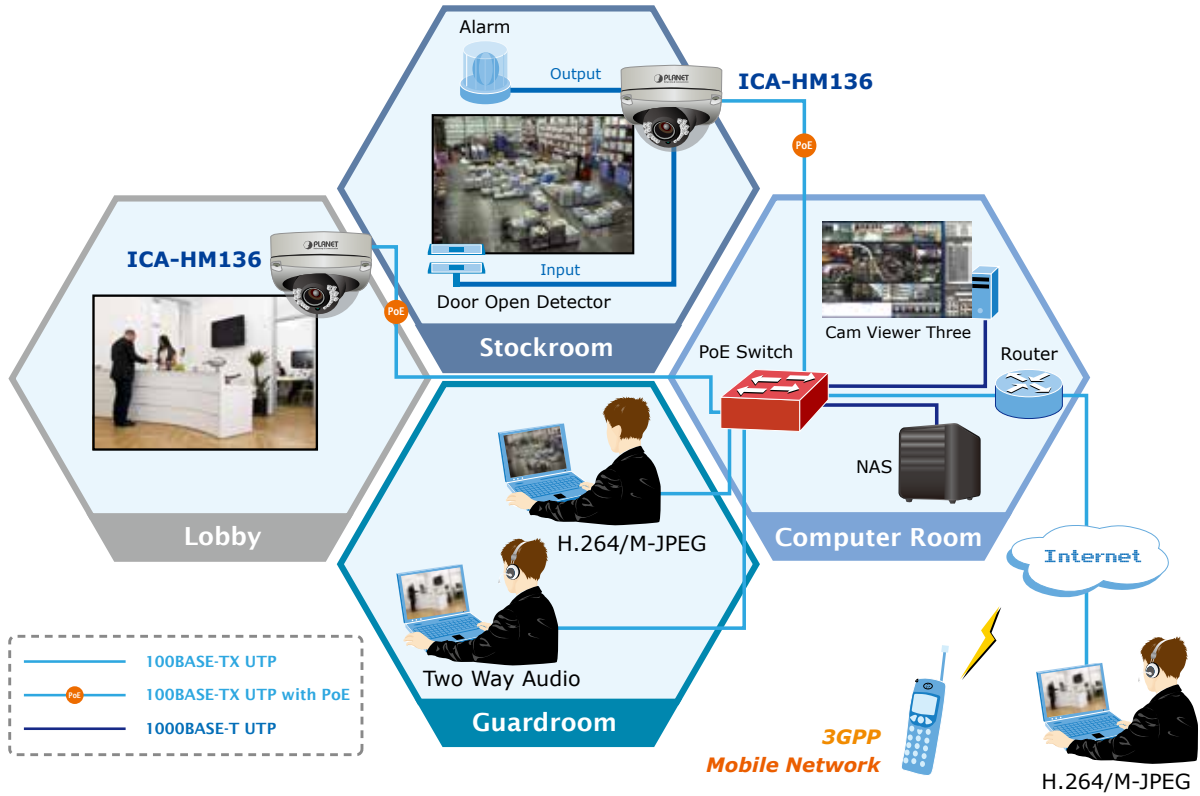 Alarm
Output
PLANET
ICA-HM136
PoE
Input
Door Open Detector
Stockroom
PLANET
ICA-HM136
PoE
Lobby
Cam Viewer Three
PoE Switch
Router
NAS
Computer Room
H.264/M-JPEG
Two Way Audio
Guardroom
Internet
100BASE-TX UTP
PoE
100BASE-TX UTP with PoE
1000BASE-T UTP
3GPP
Mobile Network
H.264/M-JPEG